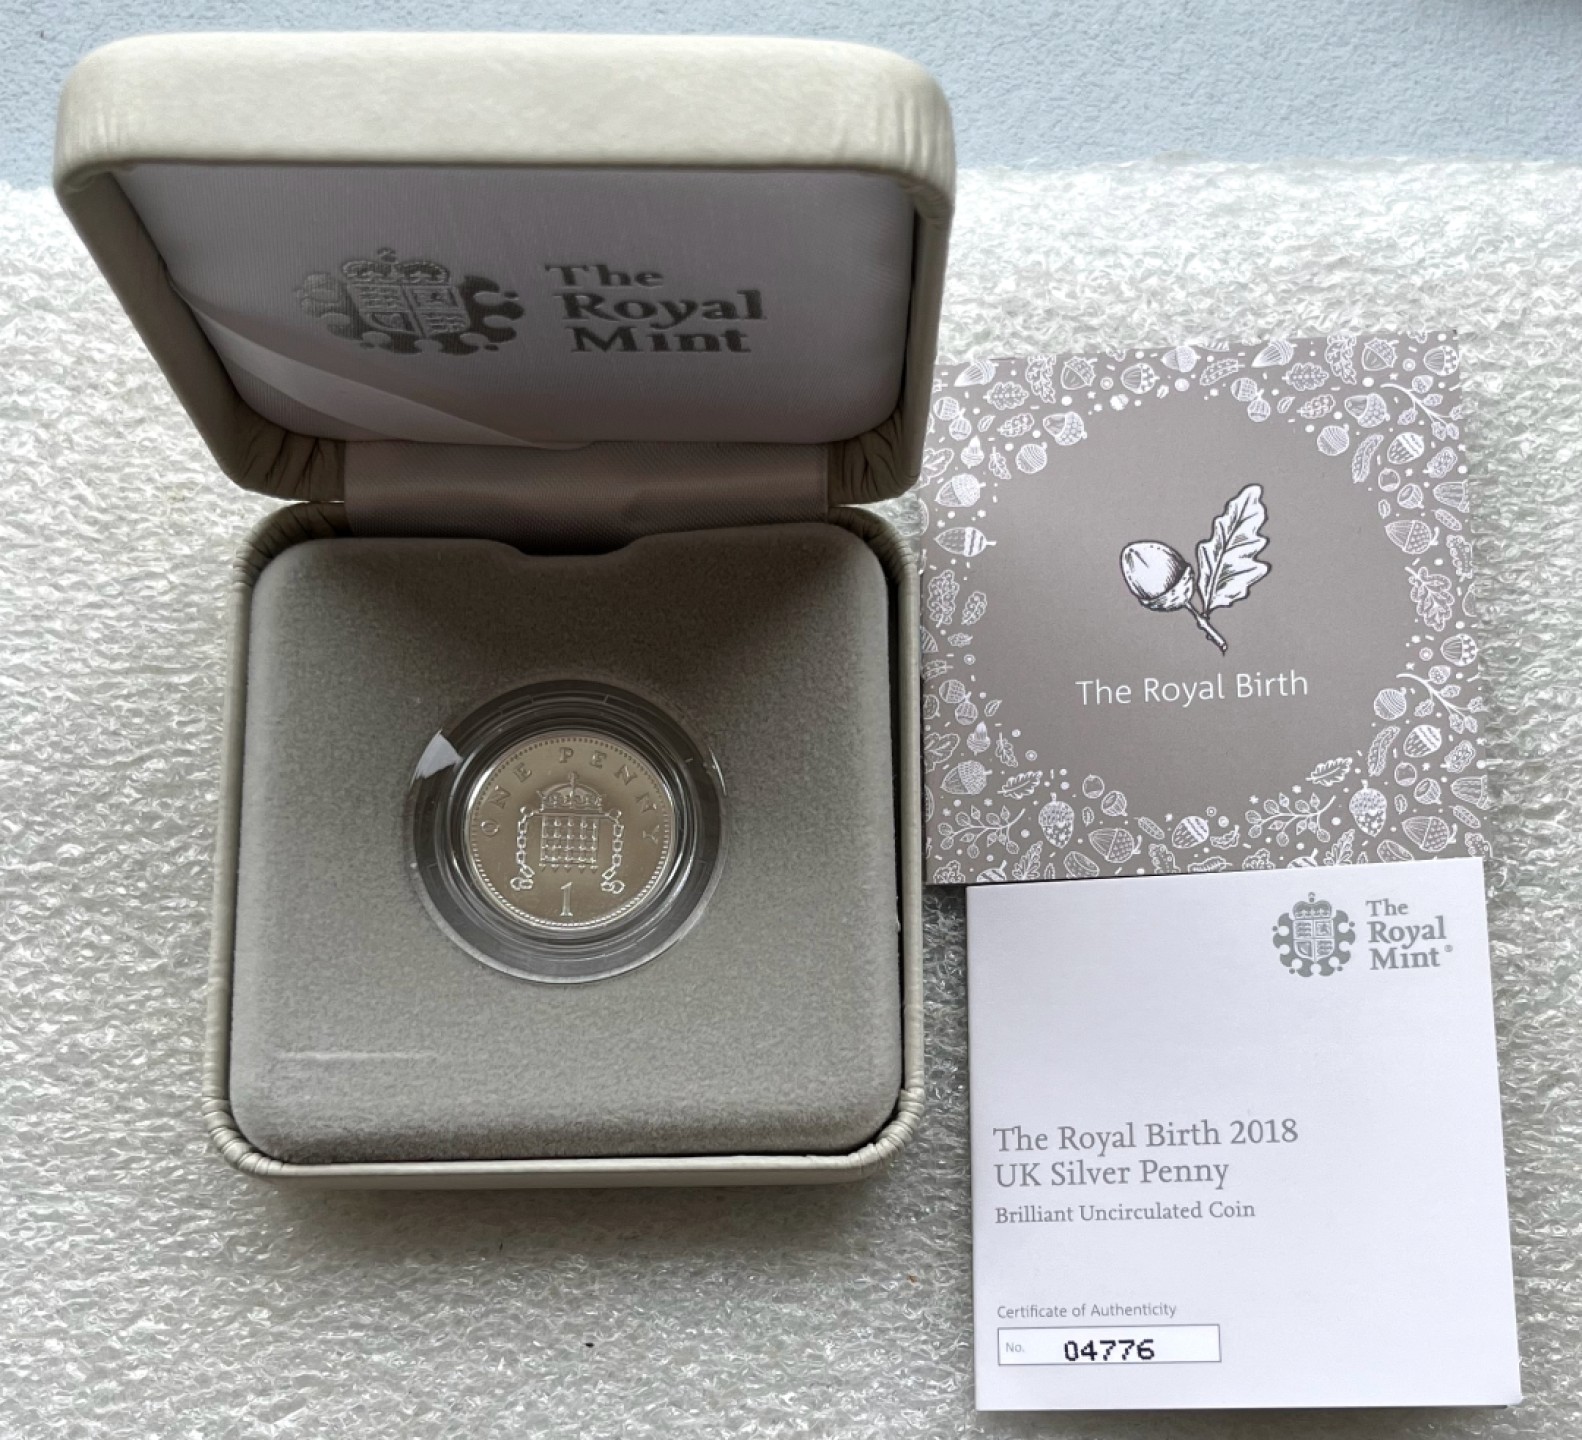 The
Royal
Mint
ONE PENNY
1
The Royal Birth
The
Royal
Mint®
The Royal Birth 2018
UK Silver Penny
Brilliant Uncirculated Coin
Certificate of Authenticity
No. 04776